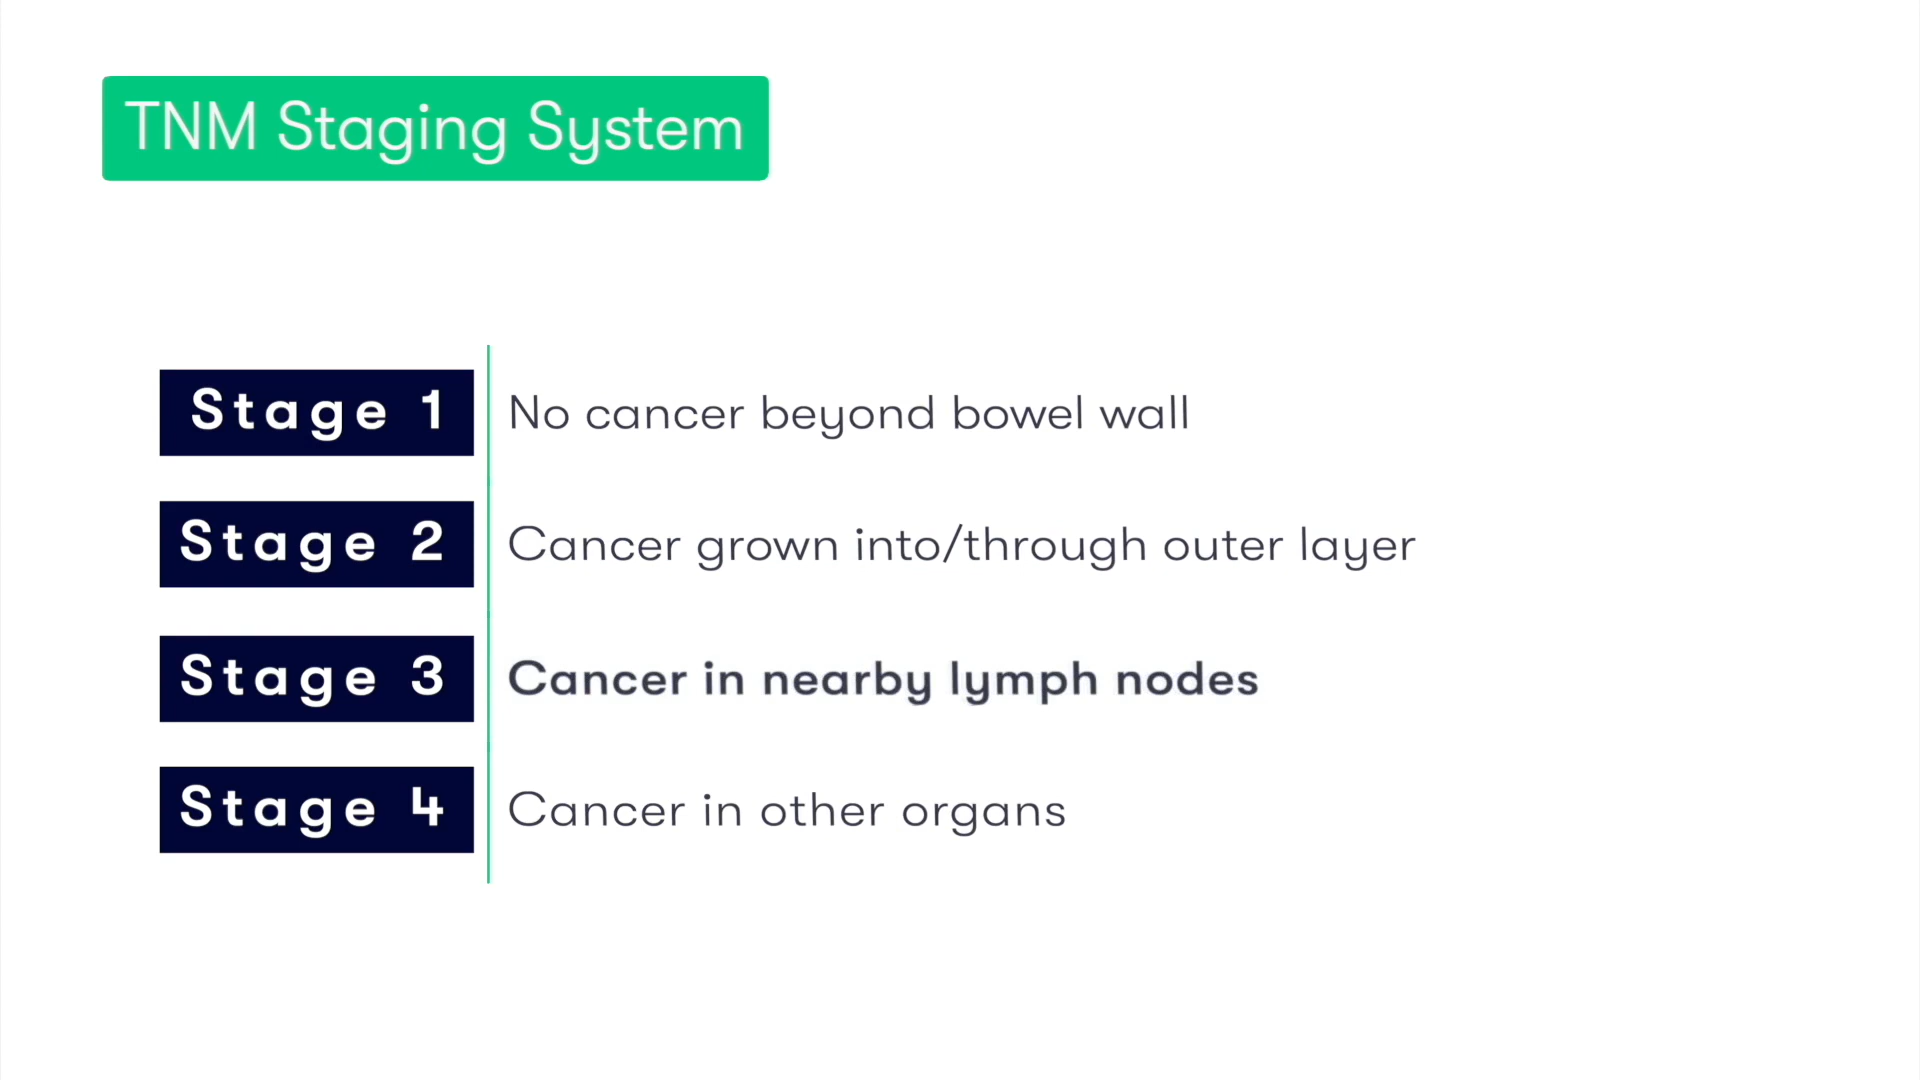 TNM Staging System
Stage 1 No cancer beyond bowel wall
Stage 2 Cancer grown into/through outer layer
Stage 3 Cancer in nearby lymph nodes
Stage 4 Cancer in other organs